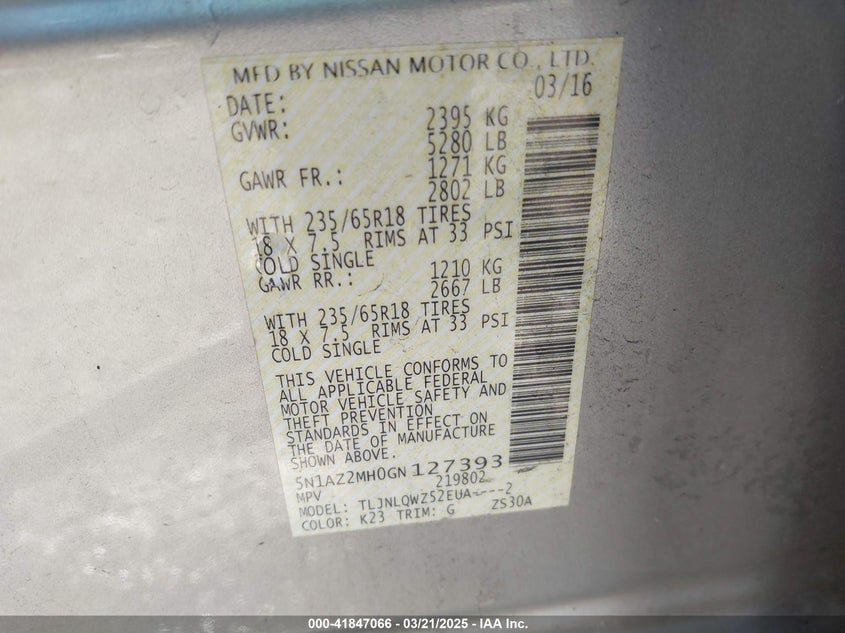 MFD BY NISSAN MOTOR CO., LTD.
DATE: 03/16
GVWR: 2395 KG
5280 LB
GAWR FR.: 1271 KG
2802 LB
WITH 235/65R18 TIRES
18 X 7.5 RIMS AT 33 PSI
COLD SINGLE
GAWR RR.: 1210 KG
2667 LB
WITH 235/65R18 TIRES
18 X 7.5 RIMS AT 33 PSI
COLD SINGLE
THIS VEHICLE CONFORMS TO
ALL APPLICABLE FEDERAL
MOTOR VEHICLE SAFETY AND
THEFT PREVENTION
STANDARDS IN EFFECT ON
THE DATE OF MANUFACTURE
SHOWN ABOVE.
5N1AZ2MH0GN127393
MPV 219802
MODEL: TLJNLQWZ52EUA----2
COLOR: K23 TRIM: G ZS30A
000-41847066 - 03/21/2025 - IAA Inc.